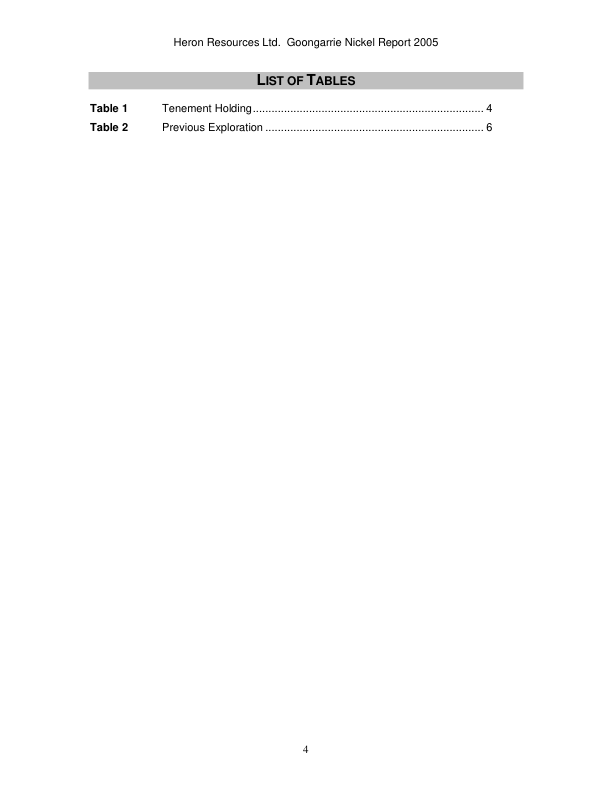 Heron Resources Ltd.  Goongarrie Nickel Report 2005
LIST OF TABLES
Table 1 Tenement Holding.......................................................................... 4
Table 2 Previous Exploration ...................................................................... 6
4